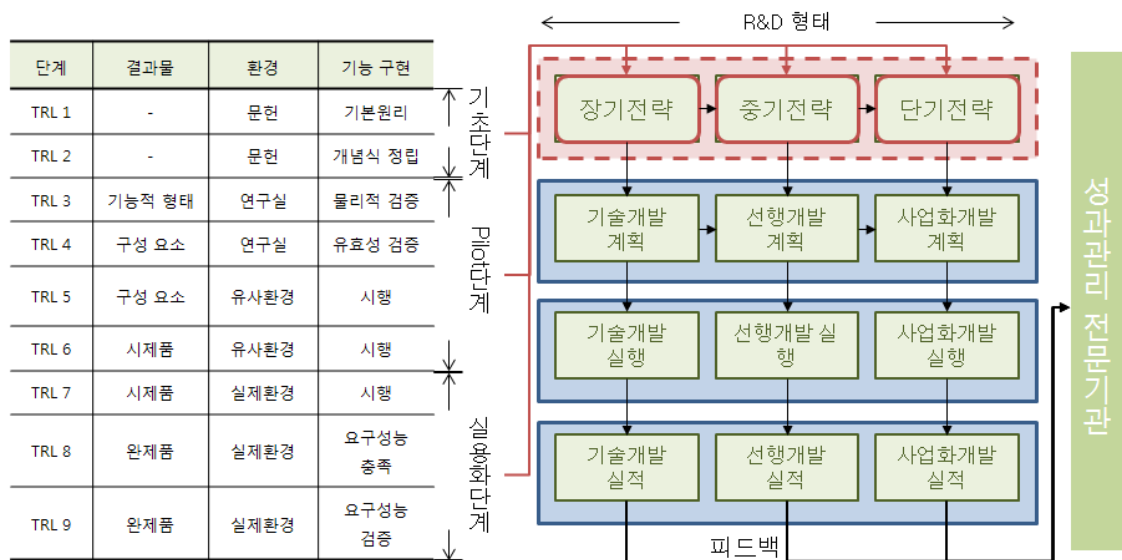 R&D 형태
단계 결과물 환경 기능 구현
TRL 1 - 문헌 기본원리
TRL 2 - 문헌 개념식 정립
TRL 3 기능적 형태 연구실 물리적 검증
TRL 4 구성 요소 연구실 유효성 검증
TRL 5 구성 요소 유사환경 시행
TRL 6 시제품 유사환경 시행
TRL 7 시제품 실제환경 시행
TRL 8 완제품 실제환경 요구성능
충족
TRL 9 완제품 실제환경 요구성능
검증
기초단계
Pilot단계
실용화단계
장기전략 중기전략 단기전략
기술개발 선행개발 사업화개발
계획 계획 계획
기술개발 선행개발 실 사업화개발
실행 행 실행
기술개발 선행개발 사업화개발
실적 실적 실적
피드백
성과관리 전문기관